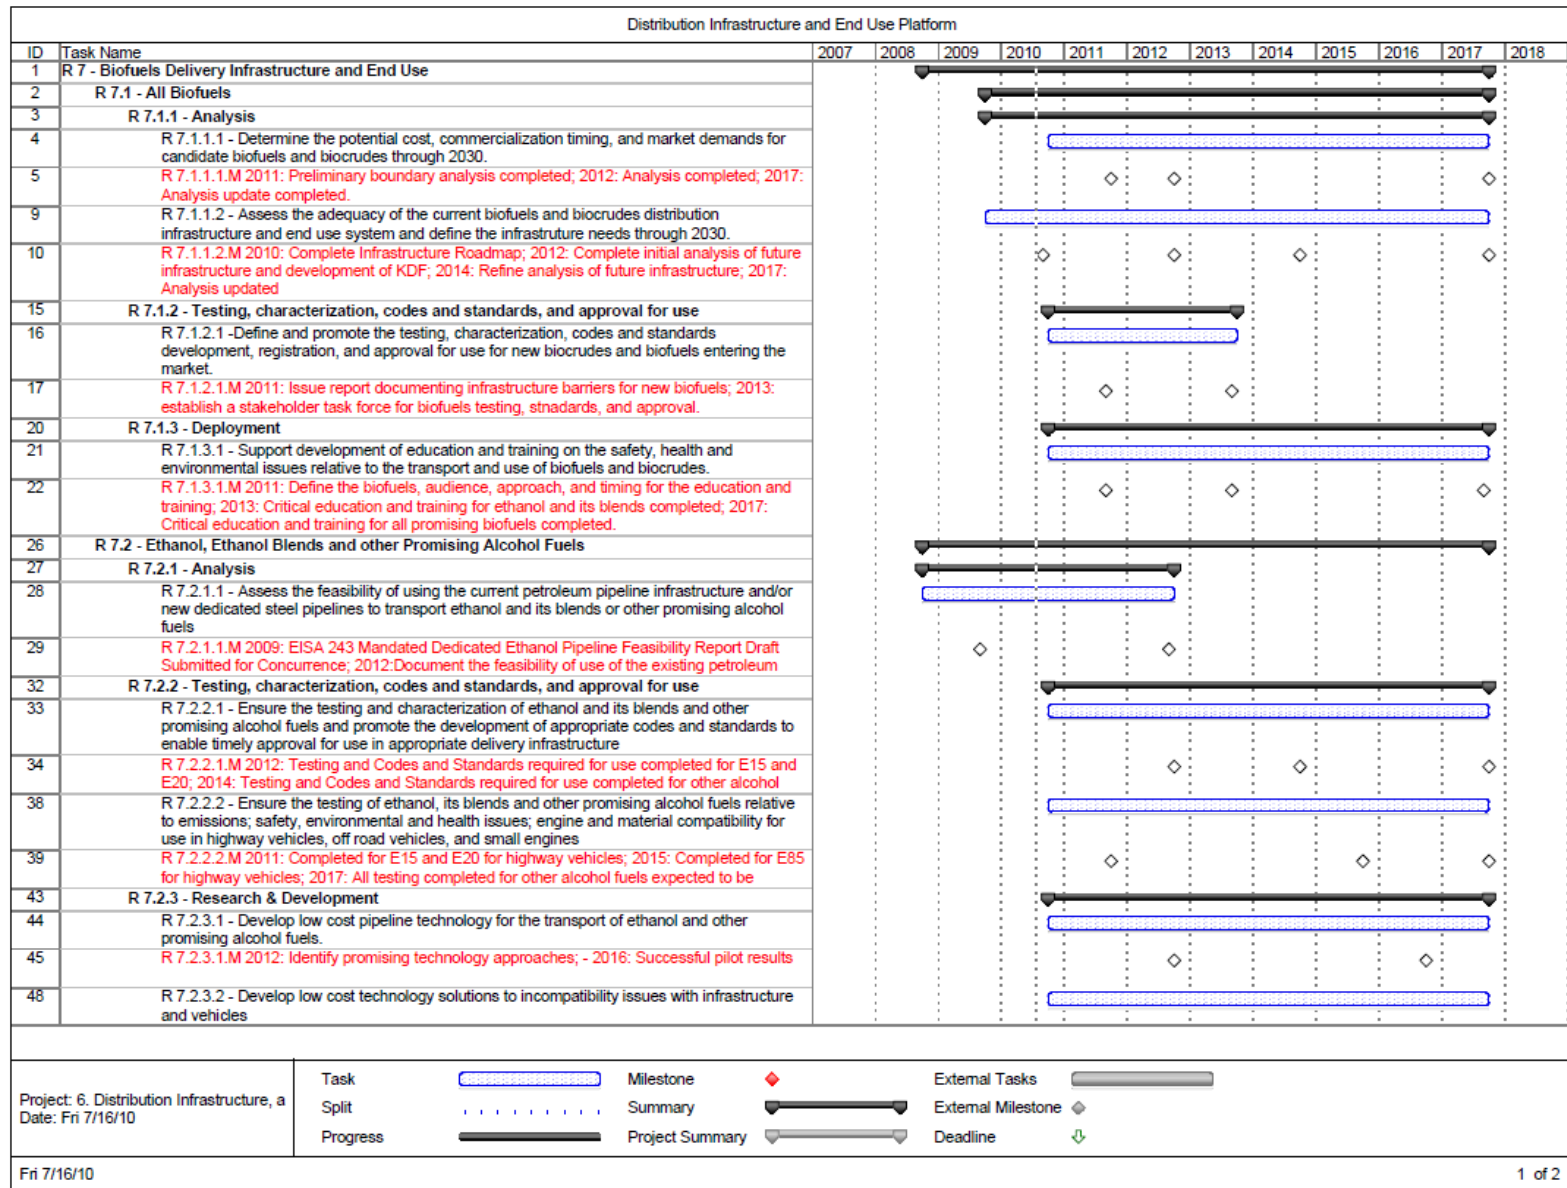 Distribution Infrastructure and End Use Platform
ID Task Name 2007 2008 2009 2010 2011 2012 2013 2014 2015 2016 2017 2018
1 R 7 - Biofuels Delivery Infrastructure and End Use
2 R 7.1 - All Biofuels
3 R 7.1.1 - Analysis
4 R 7.1.1.1 - Determine the potential cost, commercialization timing, and market demands for
candidate biofuels and biocrudes through 2030.
5 R 7.1.1.1.M 2011: Preliminary boundary analysis completed; 2012: Analysis completed; 2017:
Analysis update completed.
9 R 7.1.1.2 - Assess the adequacy of the current biofuels and biocrudes distribution
infrastructure and end use system and define the infrastruture needs through 2030.
10 R 7.1.1.2.M 2010: Complete Infrastructure Roadmap; 2012: Complete initial analysis of future
infrastructure and development of KDF; 2014: Refine analysis of future infrastructure; 2017:
Analysis updated
15 R 7.1.2 - Testing, characterization, codes and standards, and approval for use
16 R 7.1.2.1 -Define and promote the testing, characterization, codes and standards
development, registration, and approval for use for new biocrudes and biofuels entering the
market.
17 R 7.1.2.1.M 2011: Issue report documenting infrastructure barriers for new biofuels; 2013:
establish a stakeholder task force for biofuels testing, stnadards, and approval.
20 R 7.1.3 - Deployment
21 R 7.1.3.1 - Support development of education and training on the safety, health and
environmental issues relative to the transport and use of biofuels and biocrudes.
22 R 7.1.3.1.M 2011: Define the biofuels, audience, approach, and timing for the education and
training; 2013: Critical education and training for ethanol and its blends completed; 2017:
Critical education and training for all promising biofuels completed.
26 R 7.2 - Ethanol, Ethanol Blends and other Promising Alcohol Fuels
27 R 7.2.1 - Analysis
28 R 7.2.1.1 - Assess the feasibility of using the current petroleum pipeline infrastructure and/or
new dedicated steel pipelines to transport ethanol and its blends or other promising alcohol
fuels
29 R 7.2.1.1.M 2009: EISA 243 Mandated Dedicated Ethanol Pipeline Feasibility Report Draft
Submitted for Concurrence; 2012:Document the feasibility of use of the existing petroleum
32 R 7.2.2 - Testing, characterization, codes and standards, and approval for use
33 R 7.2.2.1 - Ensure the testing and characterization of ethanol and its blends and other
promising alcohol fuels and promote the development of appropriate codes and standards to
enable timely approval for use in appropriate delivery infrastructure
34 R 7.2.2.1.M 2012: Testing and Codes and Standards required for use completed for E15 and
E20; 2014: Testing and Codes and Standards required for use completed for other alcohol
38 R 7.2.2.2 - Ensure the testing of ethanol, its blends and other promising alcohol fuels relative
to emissions; safety, environmental and health issues; engine and material compatibility for
use in highway vehicles, off road vehicles, and small engines
39 R 7.2.2.2.M 2011: Completed for E15 and E20 for highway vehicles; 2015: Completed for E85
for highway vehicles; 2017: All testing completed for other alcohol fuels expected to be
43 R 7.2.3 - Research & Development
44 R 7.2.3.1 - Develop low cost pipeline technology for the transport of ethanol and other
promising alcohol fuels.
45 R 7.2.3.1.M 2012: Identify promising technology approaches; - 2016: Successful pilot results
48 R 7.2.3.2 - Develop low cost technology solutions to incompatibility issues with infrastructure
and vehicles
Project: 6. Distribution Infrastructure, a
Date: Fri 7/16/10
Task Milestone External Tasks
Split Summary External Milestone
Progress Project Summary Deadline
Fri 7/16/10 1 of 2